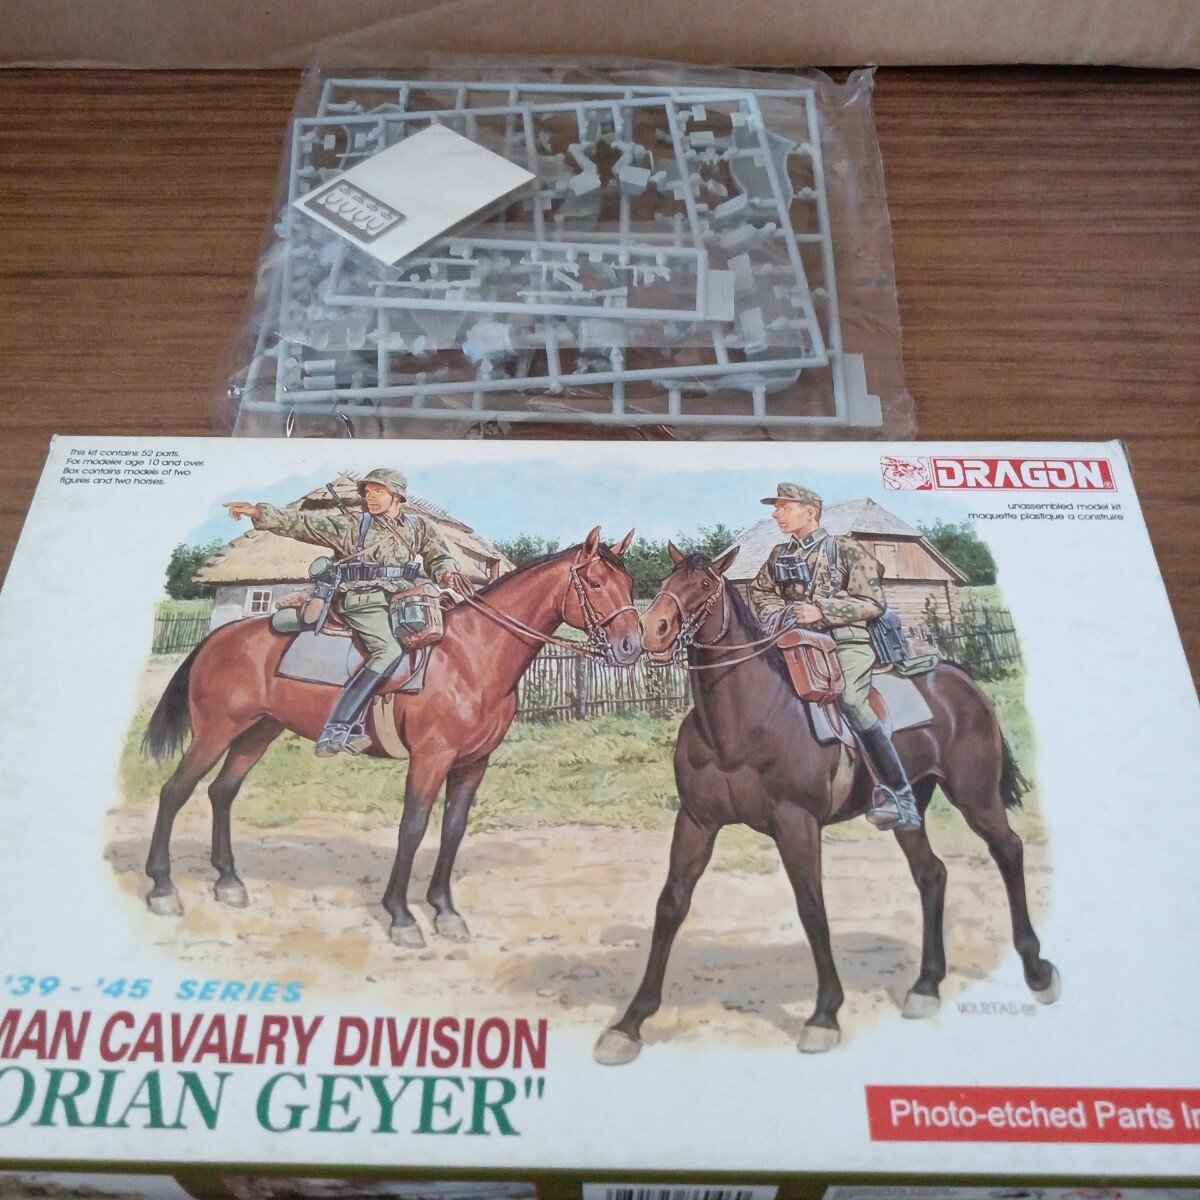 This kit contains 52 parts.
For modeler age 10 and over.
Box contains models of two
figures and two horses.
DRAGON
unassembled model kit
maquette plastique a construire
VOLSTAD-95
'39 - '45 SERIES
MAN CAVALRY DIVISION
ORIAN GEYER"
Photo-etched Parts In